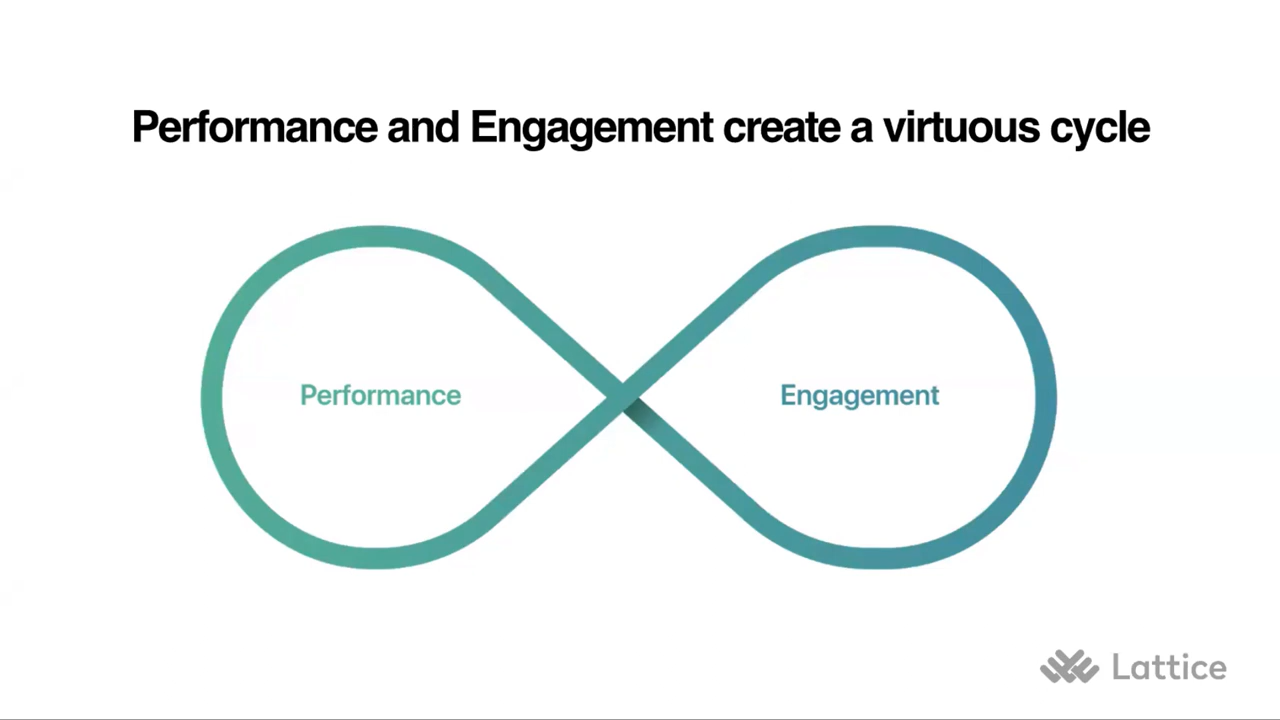 Performance and Engagement create a virtuous cycle
Performance
Engagement
Lattice